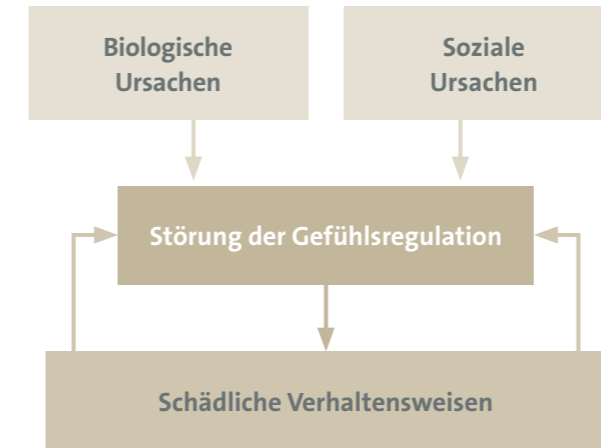 Biologische
Ursachen
Soziale
Ursachen
Störung der Gefühlsregulation
Schädliche Verhaltensweisen